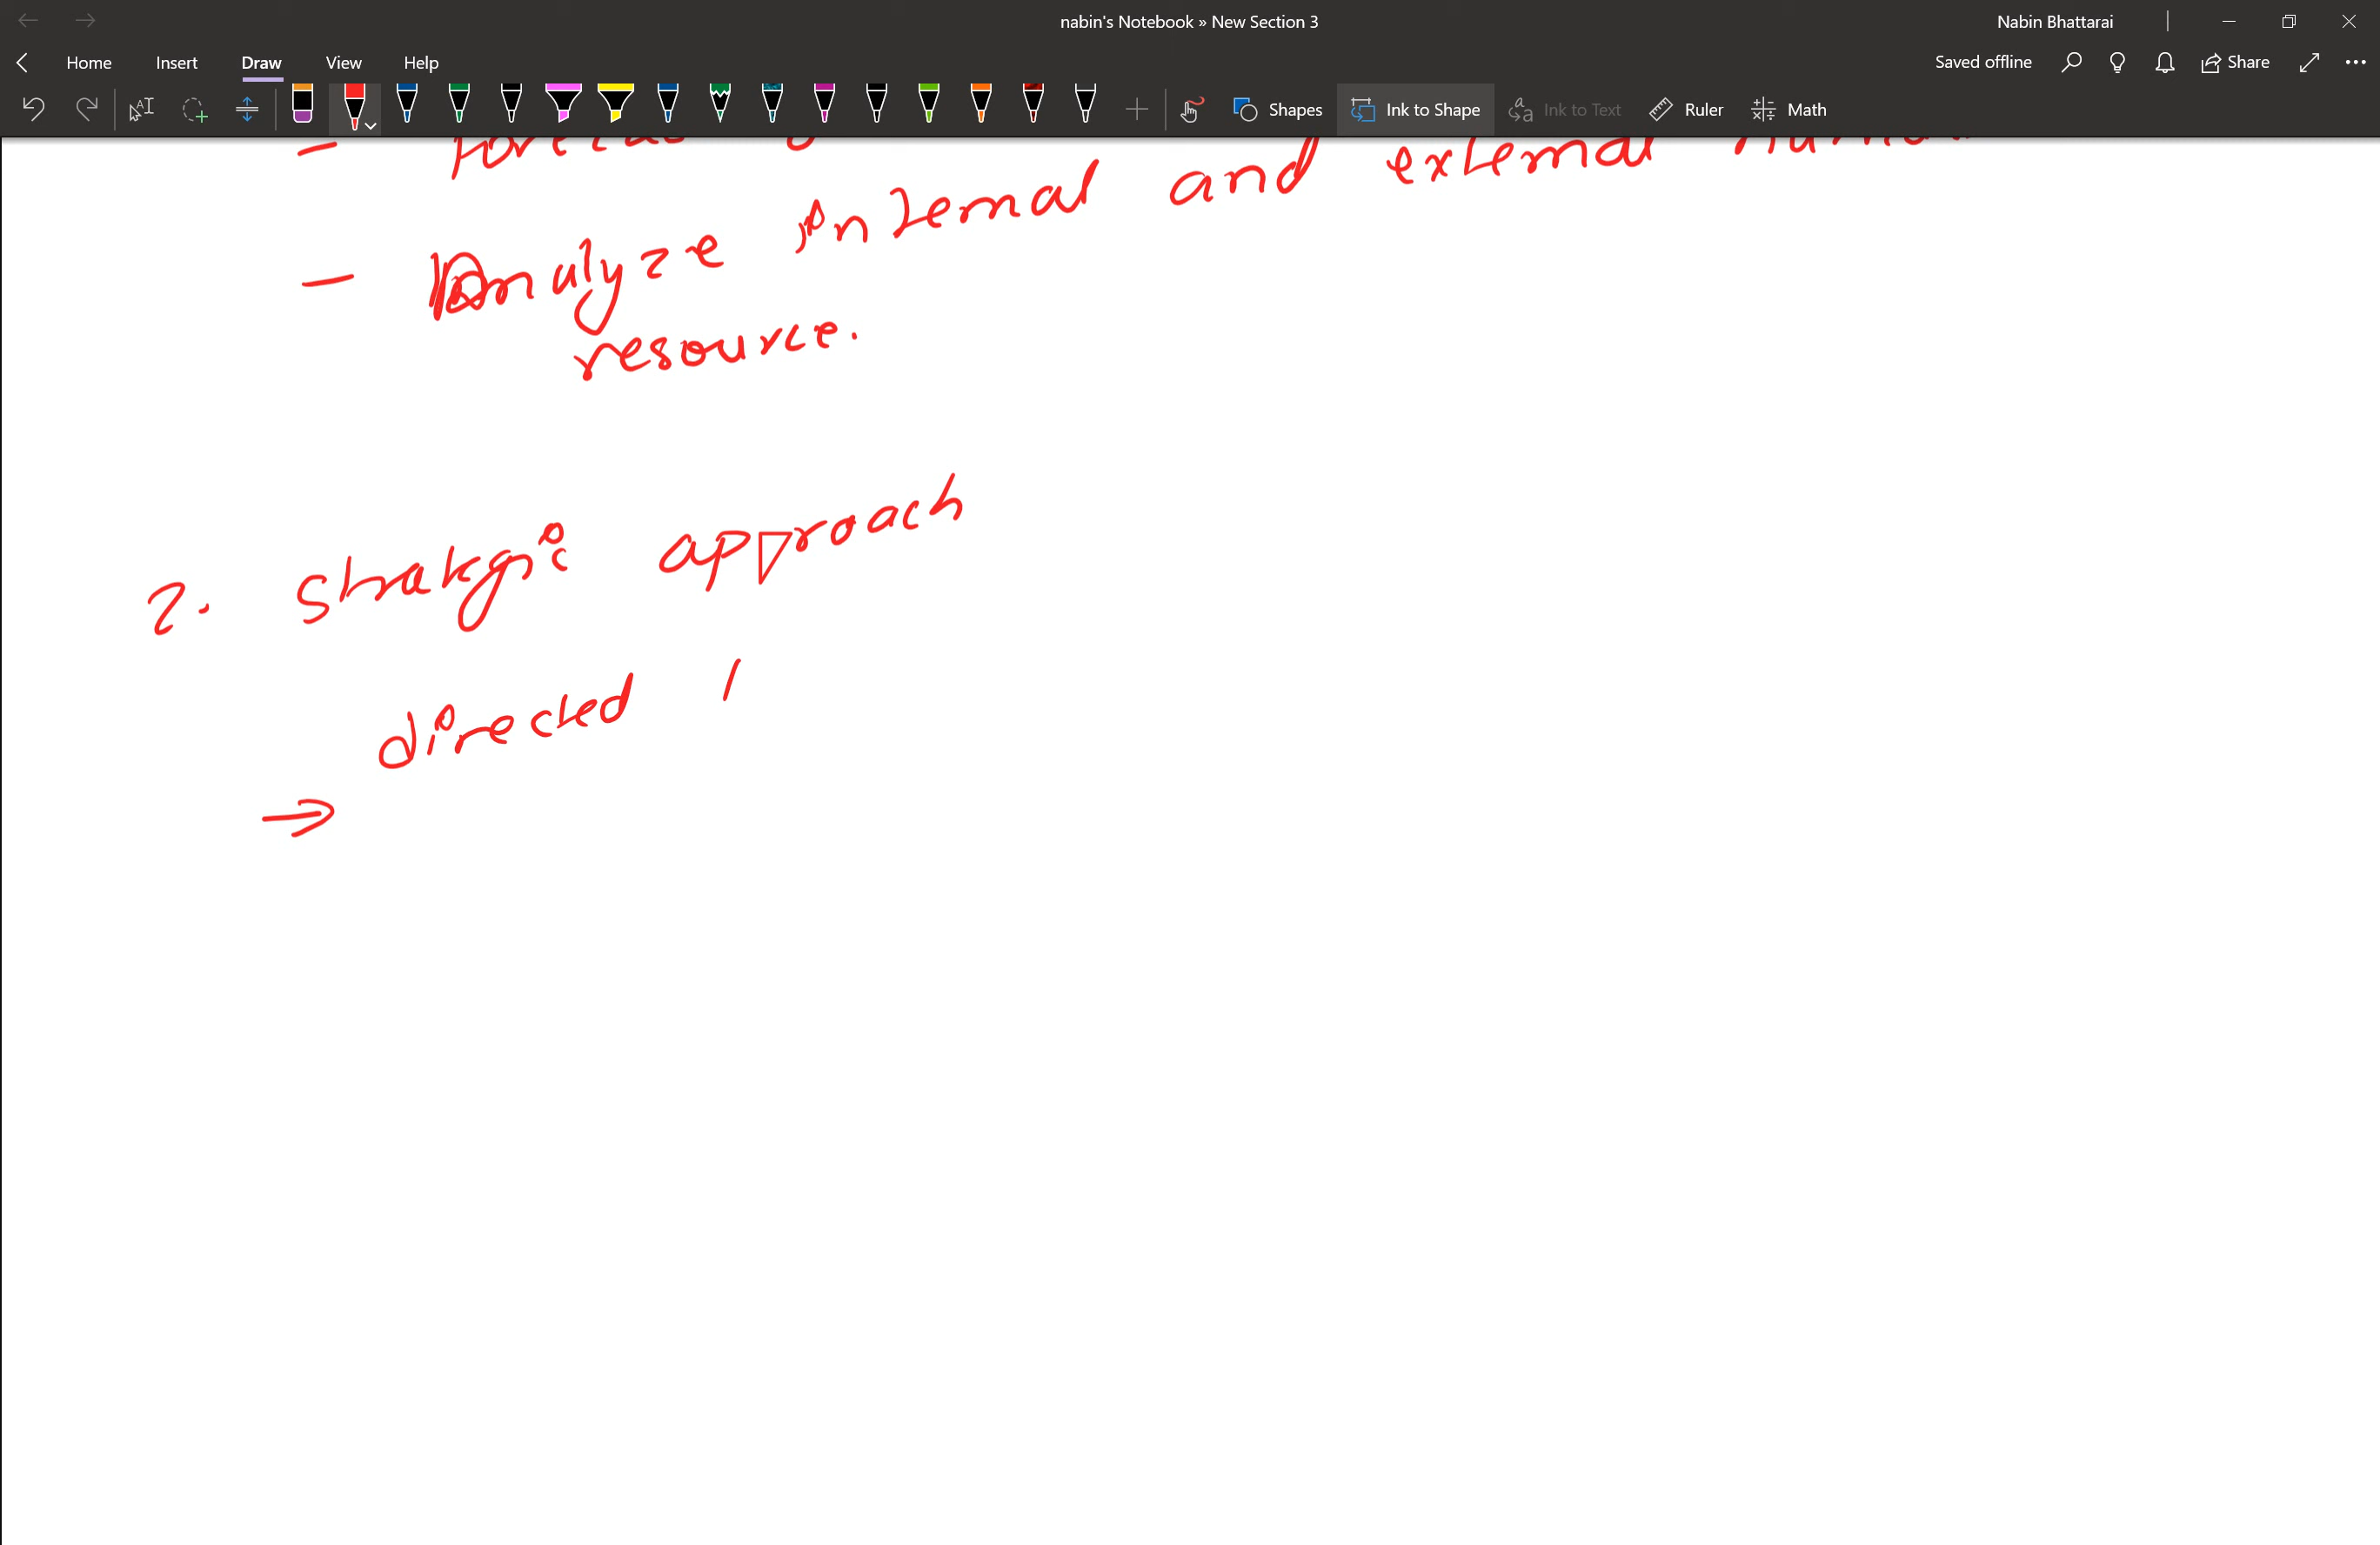 nabin's Notebook » New Section 3
Nabin Bhattarai
Home Insert Draw View Help
Saved offline
Share
Shapes
Ink to Shape
Ink to Text
Ruler
Math
- Analyze internal and external
resource.
2. Strategic approach
directed